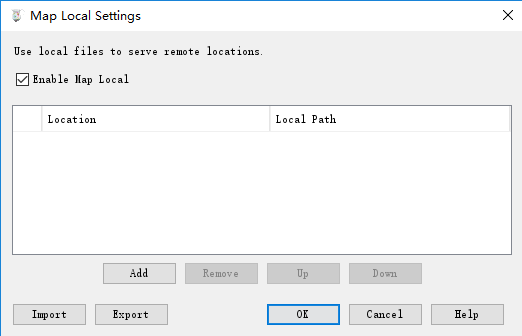 Map Local Settings
Use local files to serve remote locations.
Enable Map Local
Location Local Path
Add Remove Up Down
Import Export OK Cancel Help